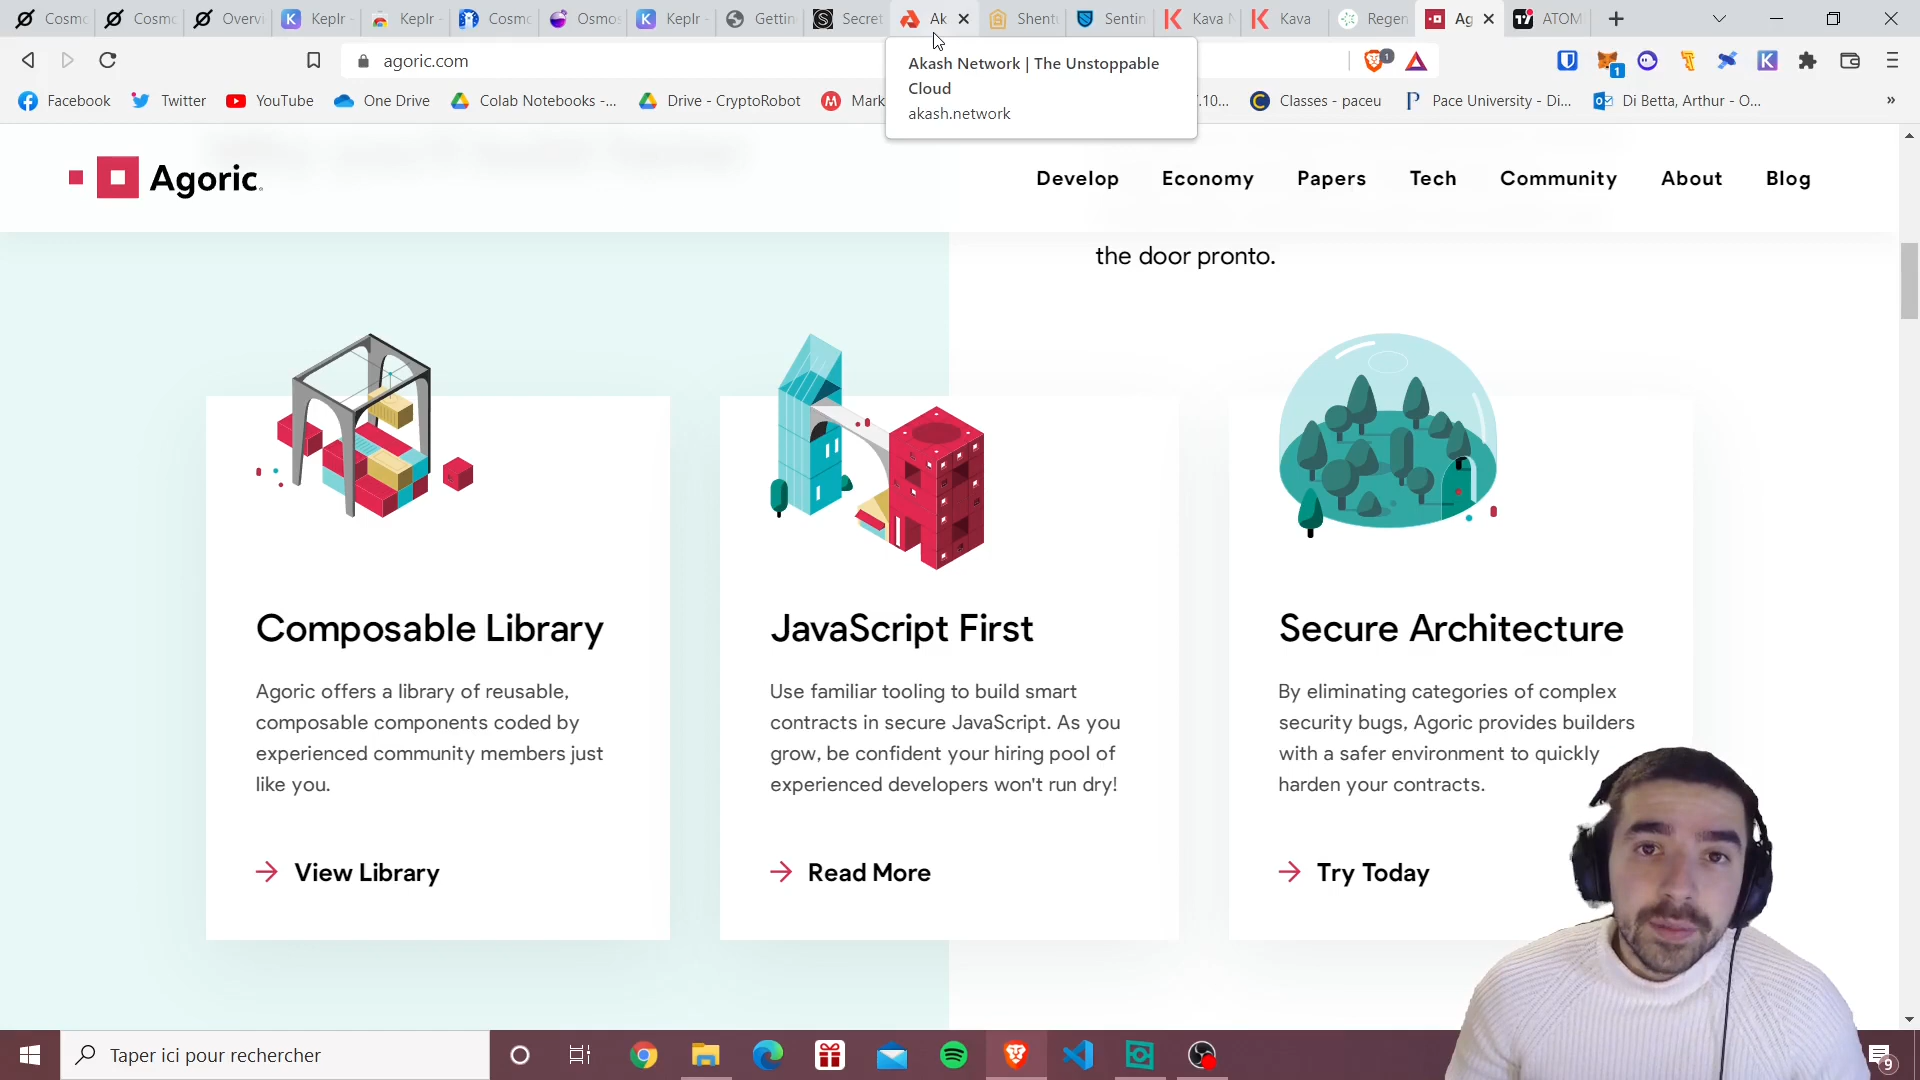 Cosmo
Cosmo
Overvi
Keplr -
Keplr -
Cosmo
Osmos
Keplr -
Gettin
Secret
Ak
Shentu
Sentin
Kava N
Kava
Regen
Ag
ATOM
agoric.com
1
1
Akash Network | The Unstoppable
Cloud
akash.network
Facebook
Twitter
YouTube
One Drive
Colab Notebooks -...
Drive - CryptoRobot
Mark
7.10...
Classes - paceu
Pace University - Di...
Di Betta, Arthur - O...
»
Agoric
Develop
Economy
Papers
Tech
Community
About
Blog
the door pronto.
Composable Library
Agoric offers a library of reusable,
composable components coded by
experienced community members just
like you.
View Library
JavaScript First
Use familiar tooling to build smart
contracts in secure JavaScript. As you
grow, be confident your hiring pool of
experienced developers won't run dry!
Read More
Secure Architecture
By eliminating categories of complex
security bugs, Agoric provides builders
with a safer environment to quickly
harden your contracts.
Try Today
Taper ici pour rechercher
9